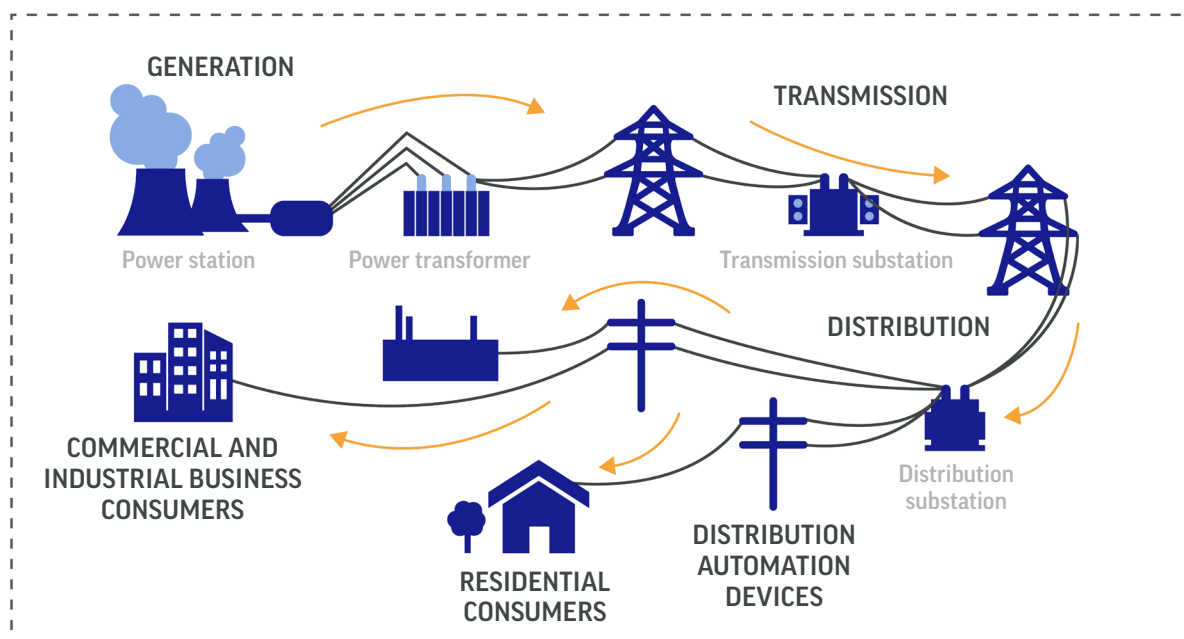 GENERATION
TRANSMISSION
Power station
Power transformer
Transmission substation
DISTRIBUTION
COMMERCIAL AND
INDUSTRIAL BUSINESS
CONSUMERS
Distribution
substation
DISTRIBUTION
AUTOMATION
DEVICES
RESIDENTIAL
CONSUMERS